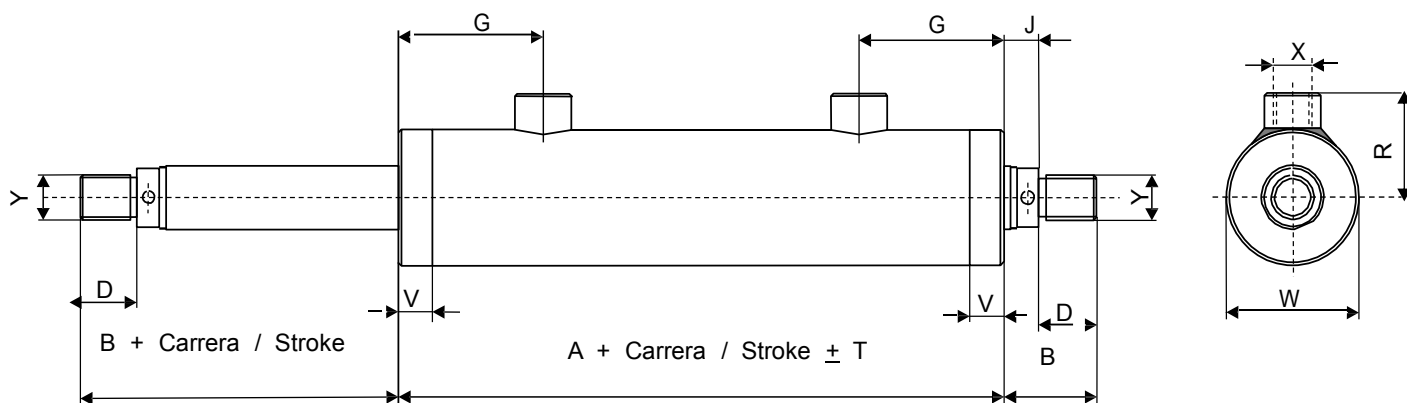 G
G
J
X
Y
Y
R
D
V
V
D
W
B + Carrera / Stroke
A + Carrera / Stroke ± T
B